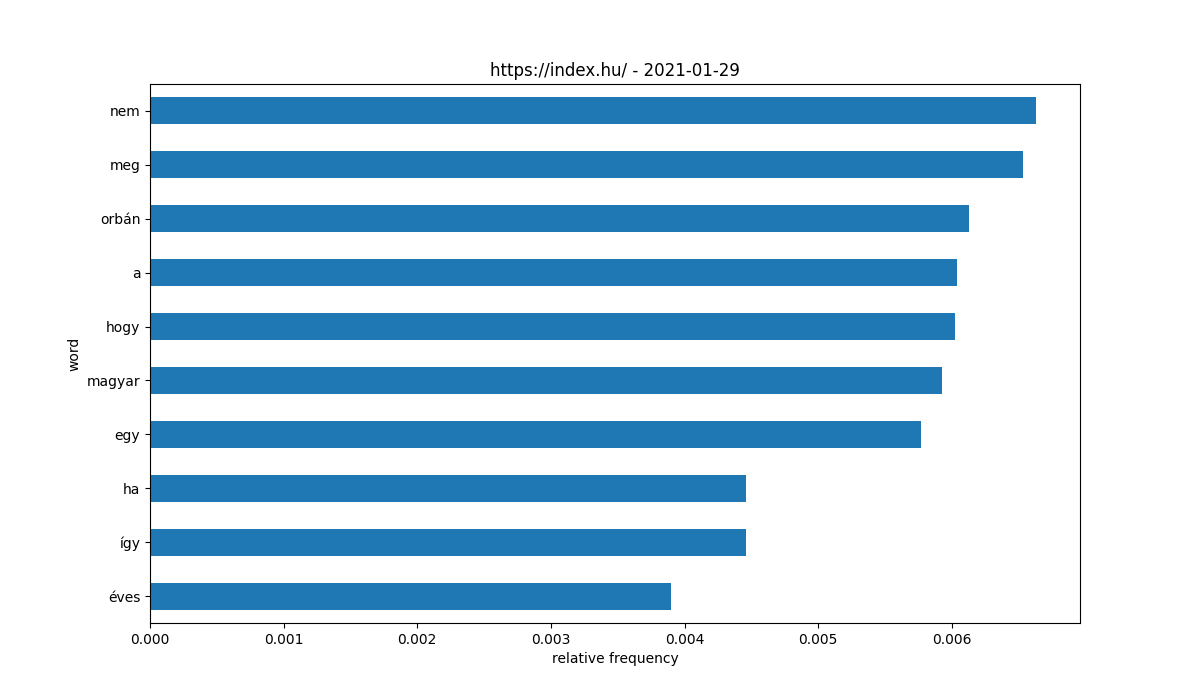 https://index.hu/ - 2021-01-29
nem
meg
orbán
a
hogy
magyar
egy
ha
így
éves
word
0.000 0.001 0.002 0.003 0.004 0.005 0.006
relative frequency